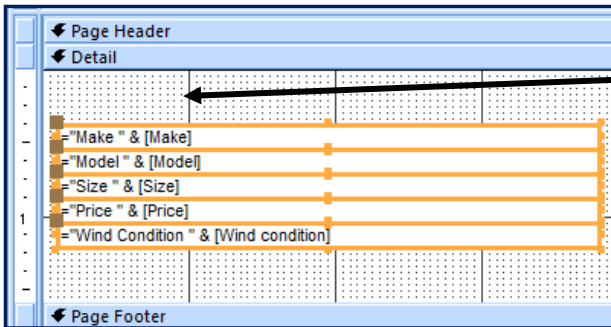 Page Header
Detail
="Make " & [Make]
="Model " & [Model]
="Size " & [Size]
="Price " & [Price]
1
="Wind Condition " & [Wind condition]
Page Footer